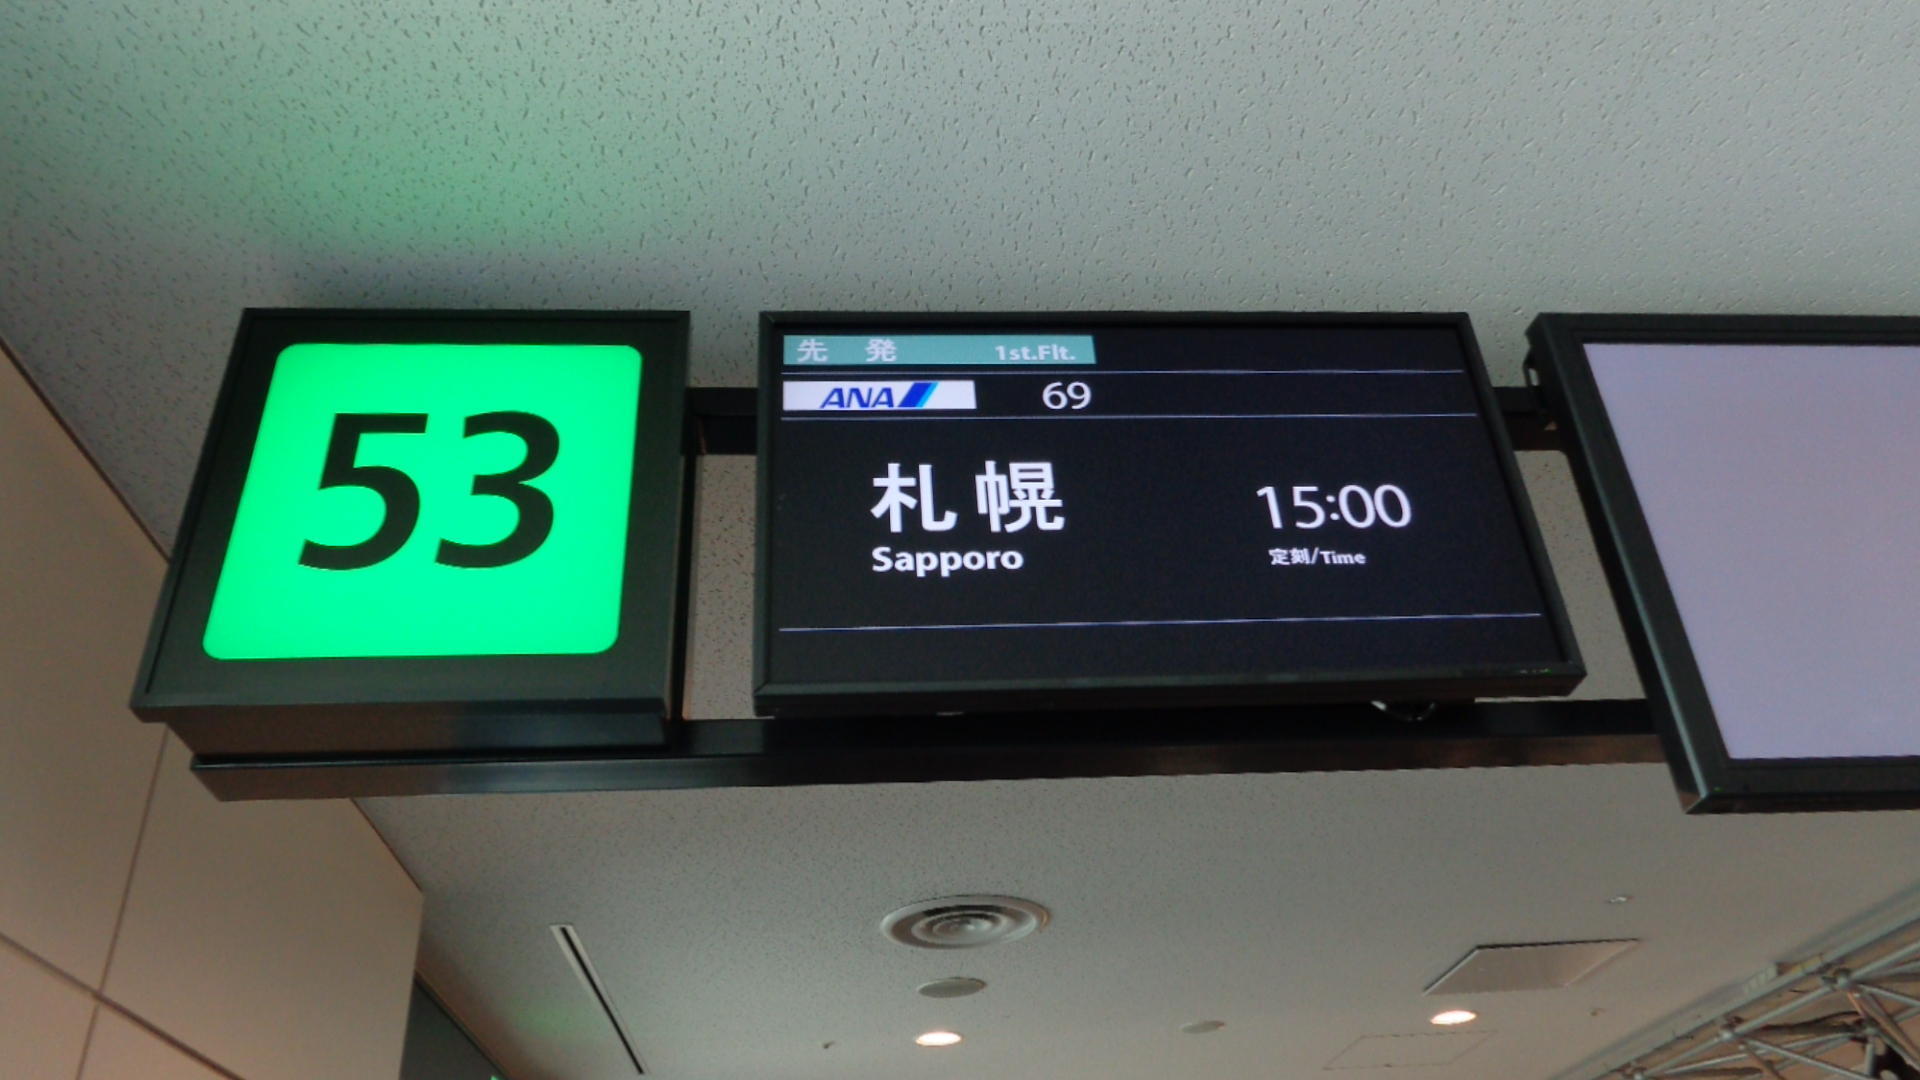 53
先 発 1st.Flt.
ANA 69
札幌 15:00
Sapporo 定刻/Time